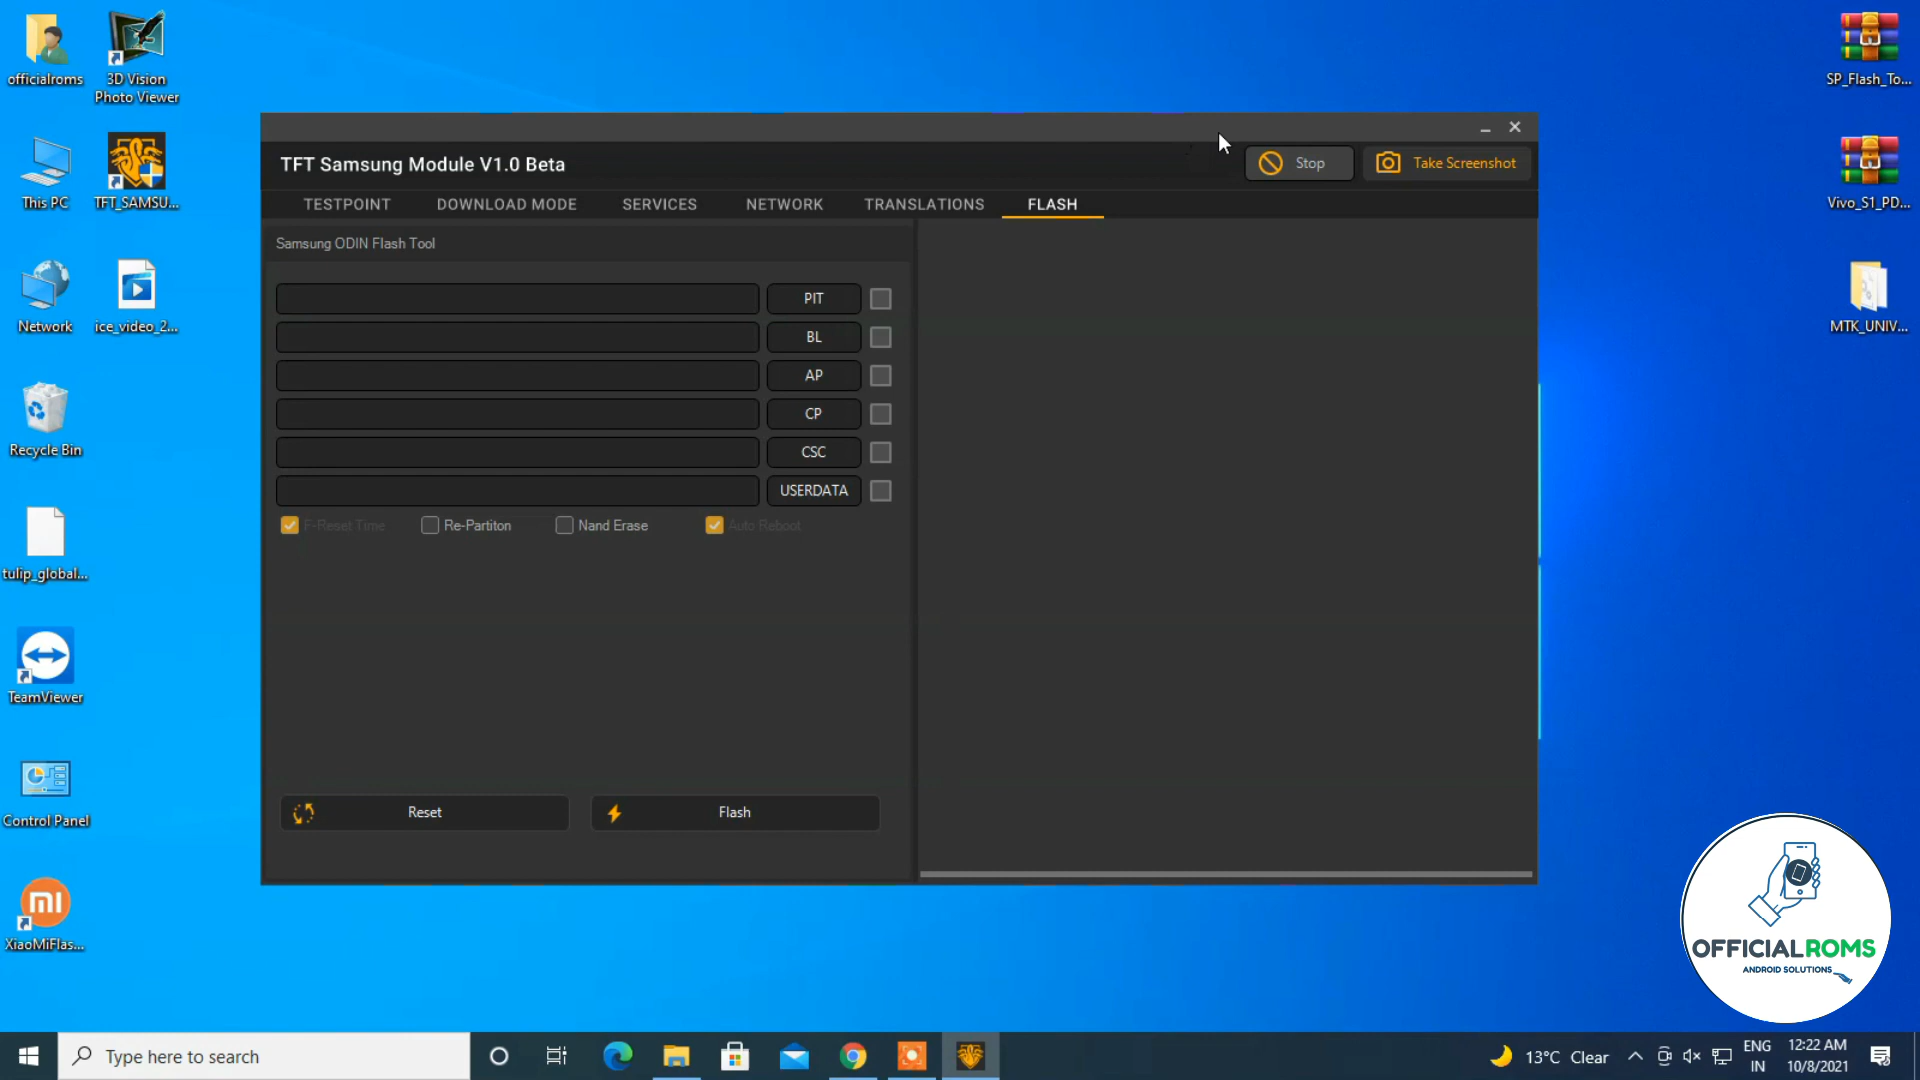 officialroms
3D Vision
Photo Viewer
This PC
TFT_SAMSU...
Network
ice_video_2...
Recycle Bin
tulip_global...
TeamViewer
Control Panel
XiaoMiFlas...
TFT Samsung Module V1.0 Beta
Stop
Take Screenshot
TESTPOINT
DOWNLOAD MODE
SERVICES
NETWORK
TRANSLATIONS
FLASH
Samsung ODIN Flash Tool
PIT
BL
AP
CP
CSC
USERDATA
F-Reset Time
Re-Partiton
Nand Erase
Auto Reboot
Reset
Flash
SP_Flash_To...
Vivo_S1_PD...
MTK_UNIV...
mi
OFFICIALROMS
ANDROID SOLUTIONS
Type here to search
13°C Clear
ENG
IN
12:22 AM
10/8/2021